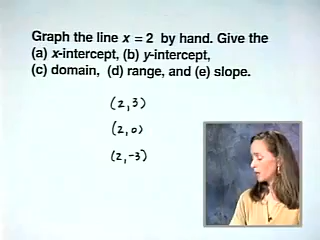 Graph the line x = 2 by hand. Give the
(a) x-intercept, (b) y-intercept,
(c) domain, (d) range, and (e) slope.
(2,3)
(2,0)
(2,-3)